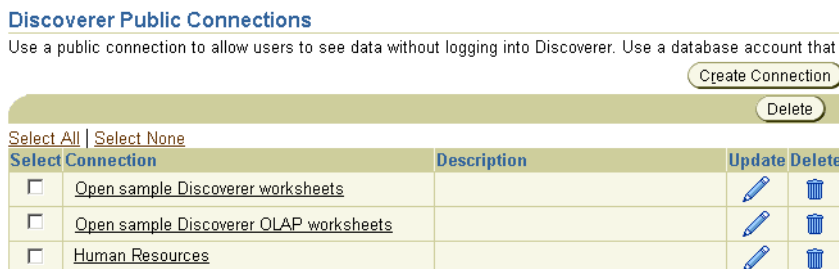 Discoverer Public Connections
Use a public connection to allow users to see data without logging into Discoverer. Use a database account that
Create Connection
Delete
Select All | Select None
Select Connection Description Update Delete
Open sample Discoverer worksheets
Open sample Discoverer OLAP worksheets
Human Resources